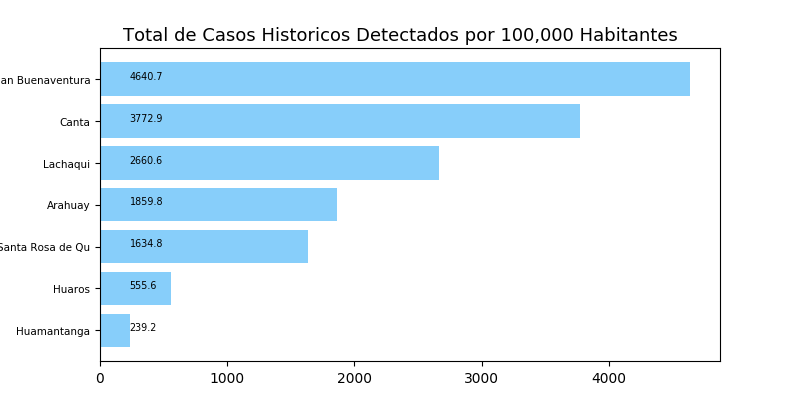 Total de Casos Historicos Detectados por 100,000 Habitantes
an Buenaventura 4640.7
Canta 3772.9
Lachaqui 2660.6
Arahuay 1859.8
Santa Rosa de Qu 1634.8
Huaros 555.6
Huamantanga 239.2
0 1000 2000 3000 4000